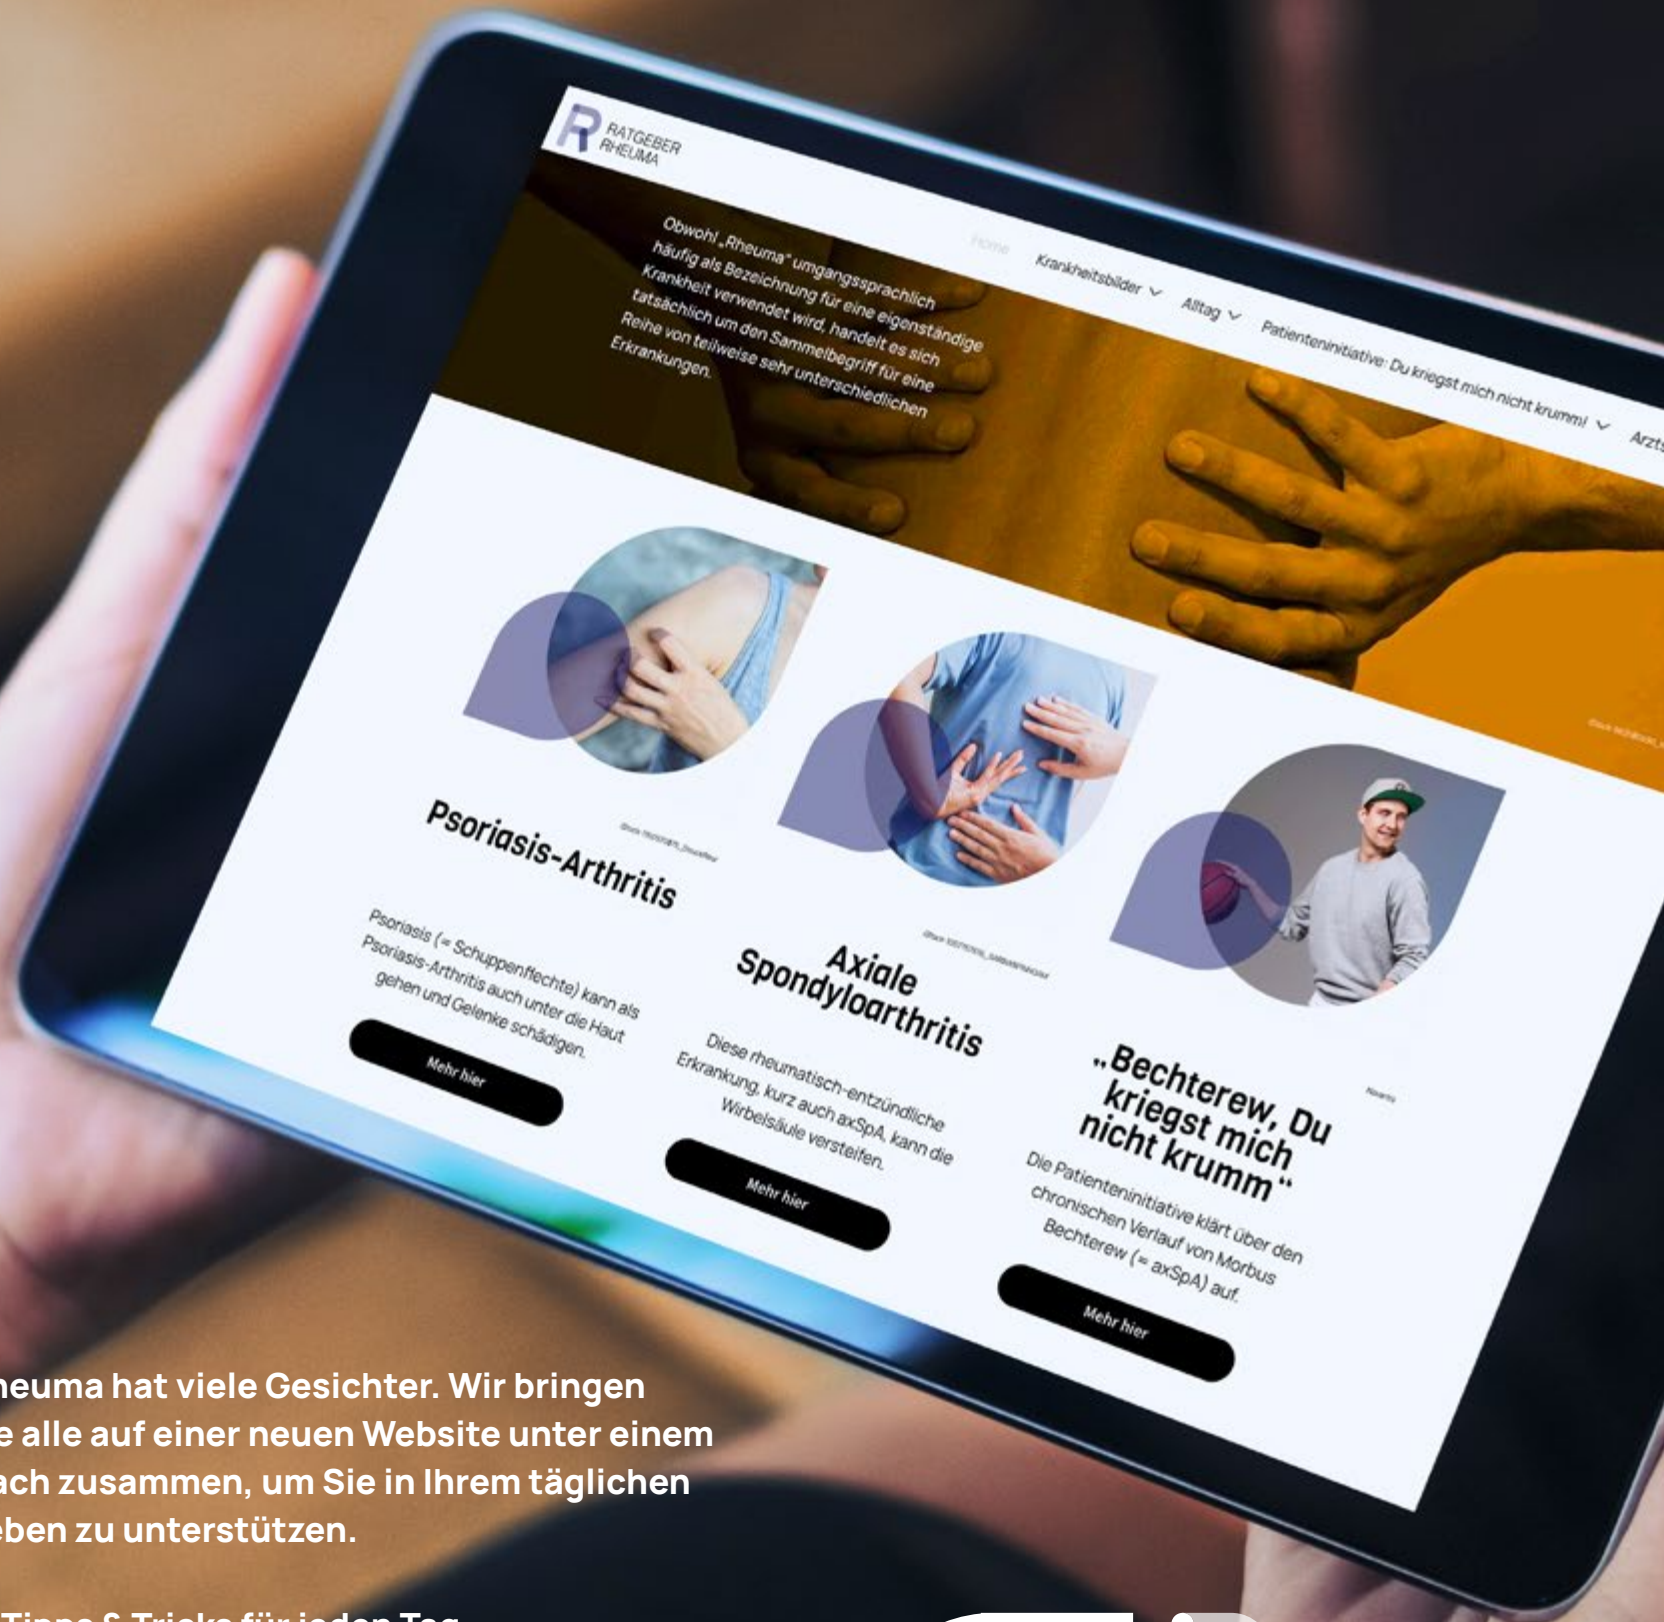 RATGEBER
RHEUMA
Home
Krankheitsbilder
Alltag
Patienteninitiative: Du kriegst mich nicht krumm!
Obwohl „Rheuma“ umgangssprachlich
häufig als Bezeichnung für eine eigenständige
Krankheit verwendet wird, handelt es sich
tatsächlich um den Sammelbegriff für eine
Reihe von teilweise sehr unterschiedlichen
Erkrankungen.
Psoriasis-Arthritis
Psoriasis (= Schuppenflechte) kann als
Psoriasis-Arthritis auch unter die Haut
gehen und Gelenke schädigen.
Mehr hier
Axiale
Spondyloarthritis
Diese rheumatisch-entzündliche
Erkrankung, kurz auch axSpA, kann die
Wirbelsäule versteifen.
Mehr hier
Novartis
„Bechterew, Du
kriegst mich
nicht krumm“
Die Patienteninitiative klärt über den
chronischen Verlauf von Morbus
Bechterew (= axSpA) auf.
Mehr hier
heuma hat viele Gesichter. Wir bringen
e alle auf einer neuen Website unter einem
ach zusammen, um Sie in Ihrem täglichen
eben zu unterstützen.
Tipps & Tricks für jeden Tag